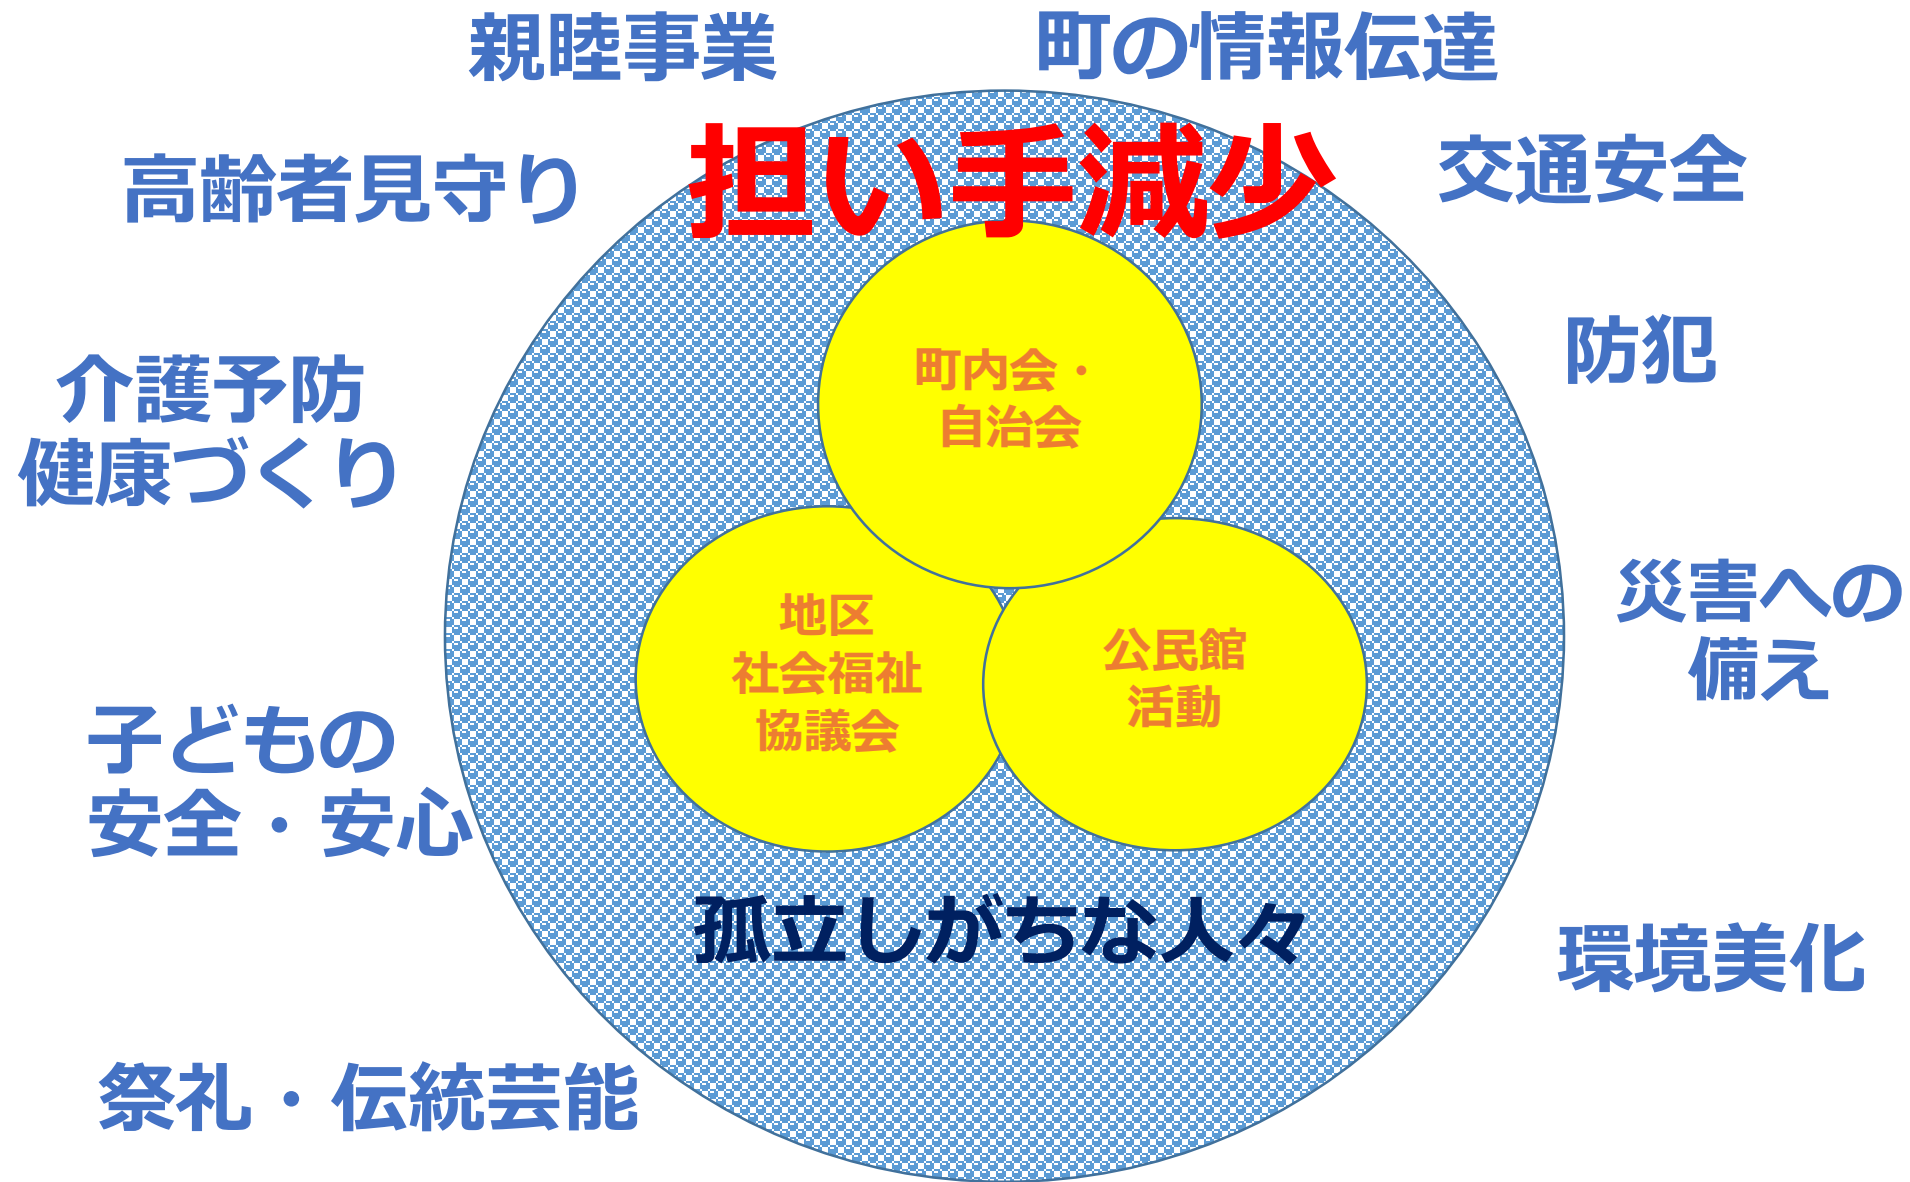 親睦事業
町の情報伝達
担い手減少
高齢者見守り
交通安全
防犯
介護予防
健康づくり
町内会・
自治会
地区
社会福祉
協議会
公民館
活動
災害への
備え
子どもの
安全・安心
孤立しがちな人々
環境美化
祭礼・伝統芸能